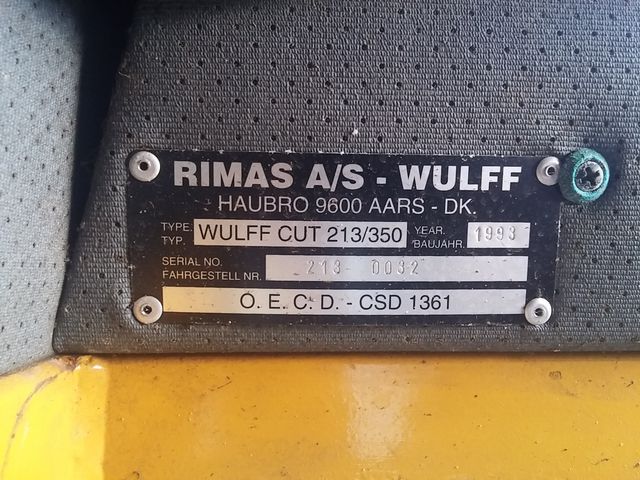 RIMAS A/S - WULFF
HAUBRO 9600 AARS - DK.
TYPE. TYP. WULFF CUT 213/350 YEAR. BAUJAHR. 1993
SERIAL NO. FAHRGESTELL NR. 213 0032
O. E. C. D. - CSD 1361